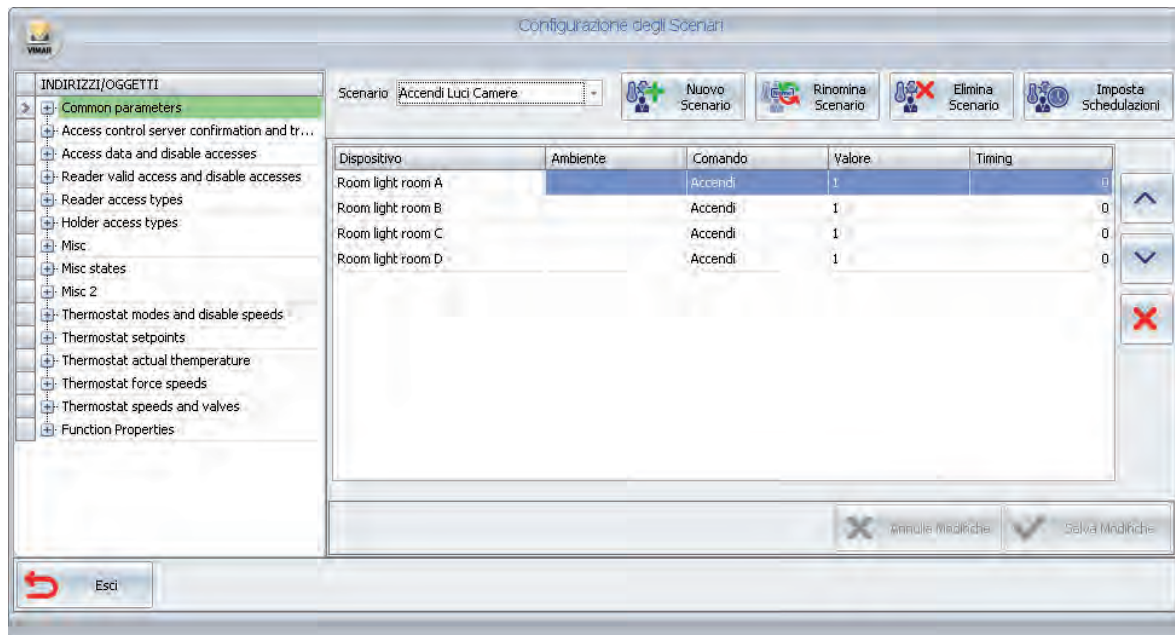 Configurazione degli Scenari
VIMAR
INDIRIZZI/OGGETTI
Common parameters
Access control server confirmation and tr...
Access data and disable accesses
Reader valid access and disable accesses
Reader access types
Holder access types
Misc
Misc states
Misc 2
Thermostat modes and disable speeds
Thermostat setpoints
Thermostat actual themperature
Thermostat force speeds
Thermostat speeds and valves
Function Properties
Scenario Accendi Luci Camere
Nuovo Scenario
Rinomina Scenario
Elimina Scenario
Imposta Schedulazioni
Dispositivo Ambiente Comando Valore Timing
Room light room A Accendi 1 0
Room light room B Accendi 1 0
Room light room C Accendi 1 0
Room light room D Accendi 1 0
Annulla Modifiche
Salva Modifiche
Esci